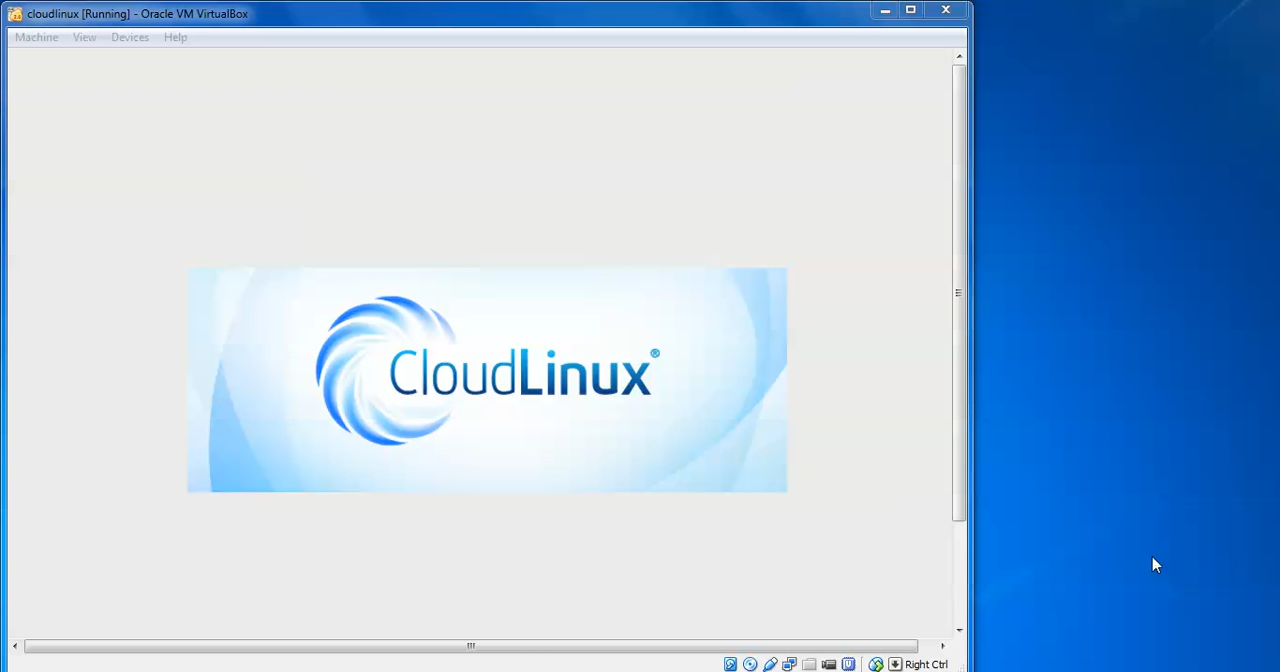 cloudlinux [Running] - Oracle VM VirtualBox
Machine View Devices Help
CloudLinux®
Right Ctrl